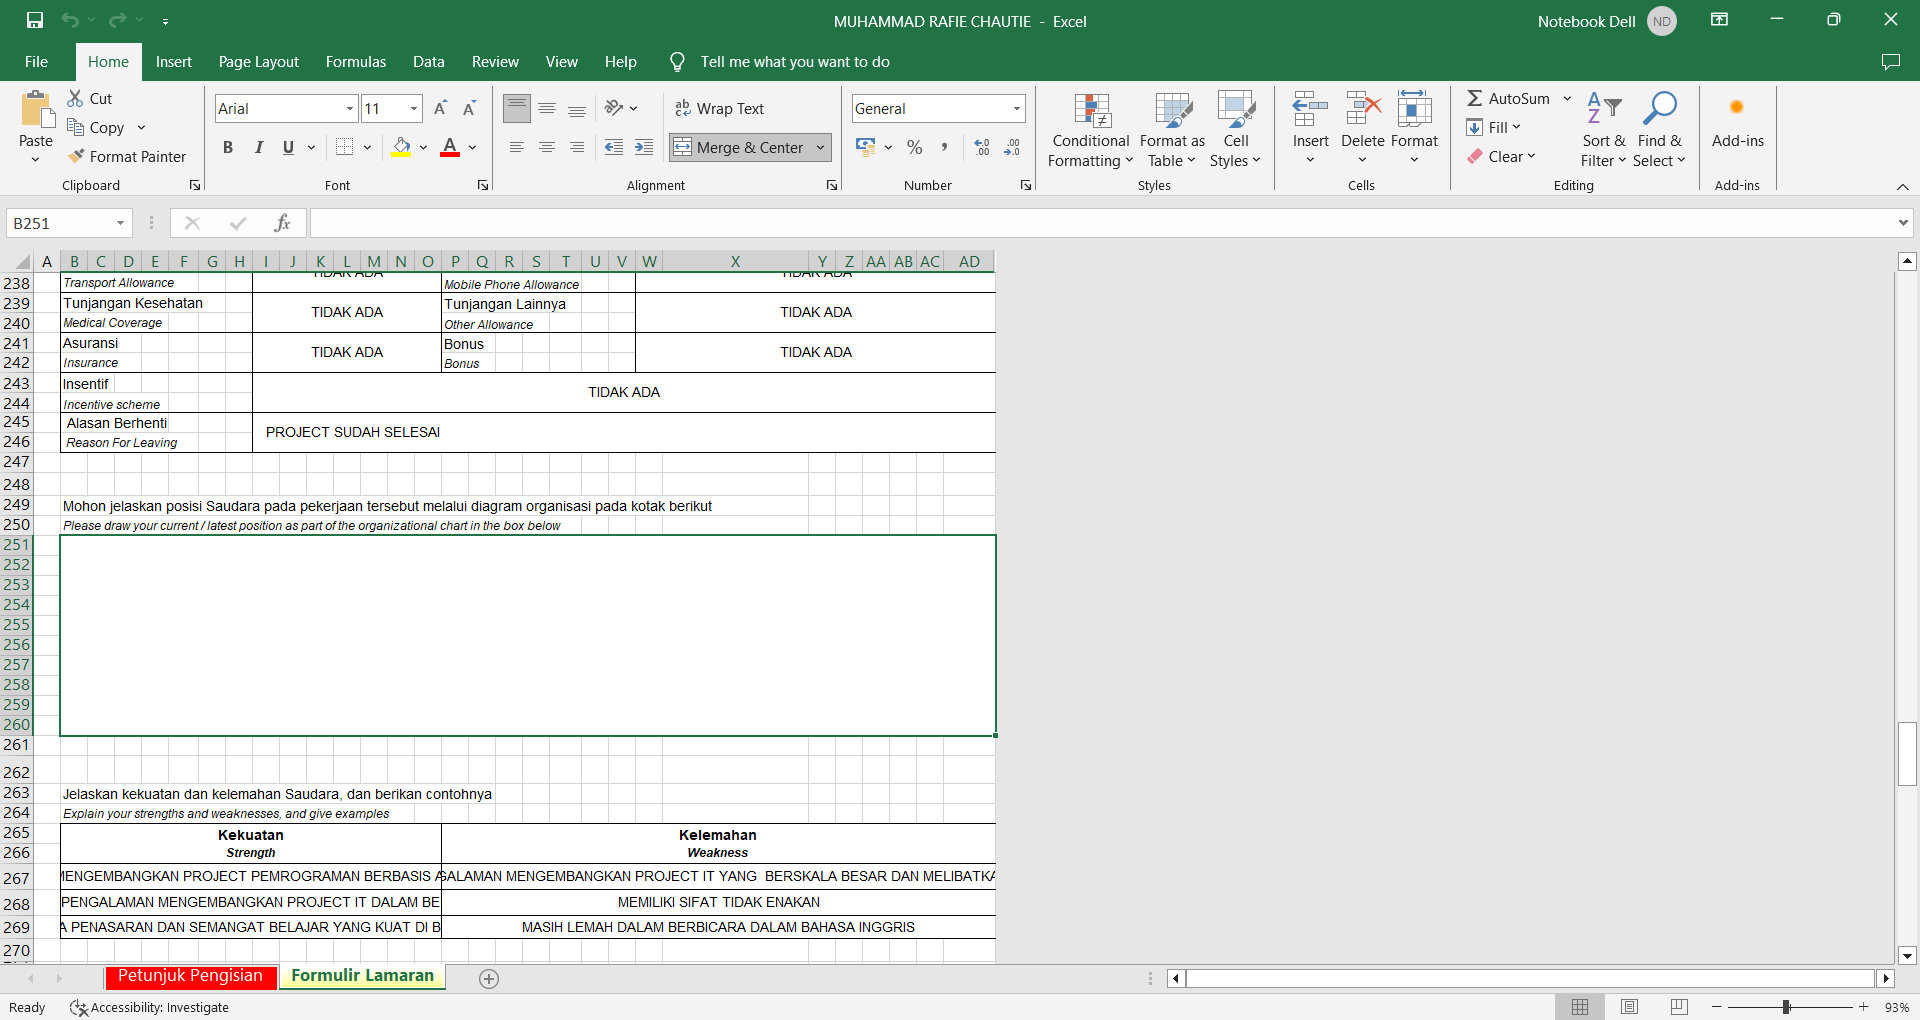 MUHAMMAD RAFIE CHAUTIE - Excel
Notebook Dell
ND
File
Home
Insert
Page Layout
Formulas
Data
Review
View
Help
Tell me what you want to do
Paste
Cut
Copy
Format Painter
Clipboard
Arial
11
B I U
Font
Wrap Text
Merge & Center
Alignment
General
Number
Conditional Formatting
Format as Table
Cell Styles
Styles
Insert
Delete
Format
Cells
AutoSum
Fill
Clear
Sort & Filter
Find & Select
Editing
Add-ins
Add-ins
B251
fx
A B C D E F G H I J K L M N O P Q R S T U V W X Y Z AA AB AC AD
238 Transport Allowance TIDAK ADA Mobile Phone Allowance TIDAK ADA
239 Tunjangan Kesehatan TIDAK ADA Tunjangan Lainnya TIDAK ADA
240 Medical Coverage Other Allowance
241 Asuransi TIDAK ADA Bonus TIDAK ADA
242 Insurance Bonus
243 Insentif TIDAK ADA
244 Incentive scheme
245 Alasan Berhenti PROJECT SUDAH SELESAI
246 Reason For Leaving
247
248
249 Mohon jelaskan posisi Saudara pada pekerjaan tersebut melalui diagram organisasi pada kotak berikut
250 Please draw your current / latest position as part of the organizational chart in the box below
251
252
253
254
255
256
257
258
259
260
261
262
263 Jelaskan kekuatan dan kelemahan Saudara, dan berikan contohnya
264 Explain your strengths and weaknesses, and give examples
265 Kekuatan Kelemahan
266 Strength Weakness
267 MENGEMBANGKAN PROJECT PEMROGRAMAN BERBASIS GALAMAN MENGEMBANGKAN PROJECT IT YANG BERSKALA BESAR DAN MELIBATKA
268 PENGALAMAN MENGEMBANGKAN PROJECT IT DALAM BE MEMILIKI SIFAT TIDAK ENAKAN
269 A PENASARAN DAN SEMANGAT BELAJAR YANG KUAT DI B MASIH LEMAH DALAM BERBICARA DALAM BAHASA INGGRIS
270
Petunjuk Pengisian
Formulir Lamaran
Ready
Accessibility: Investigate
93%